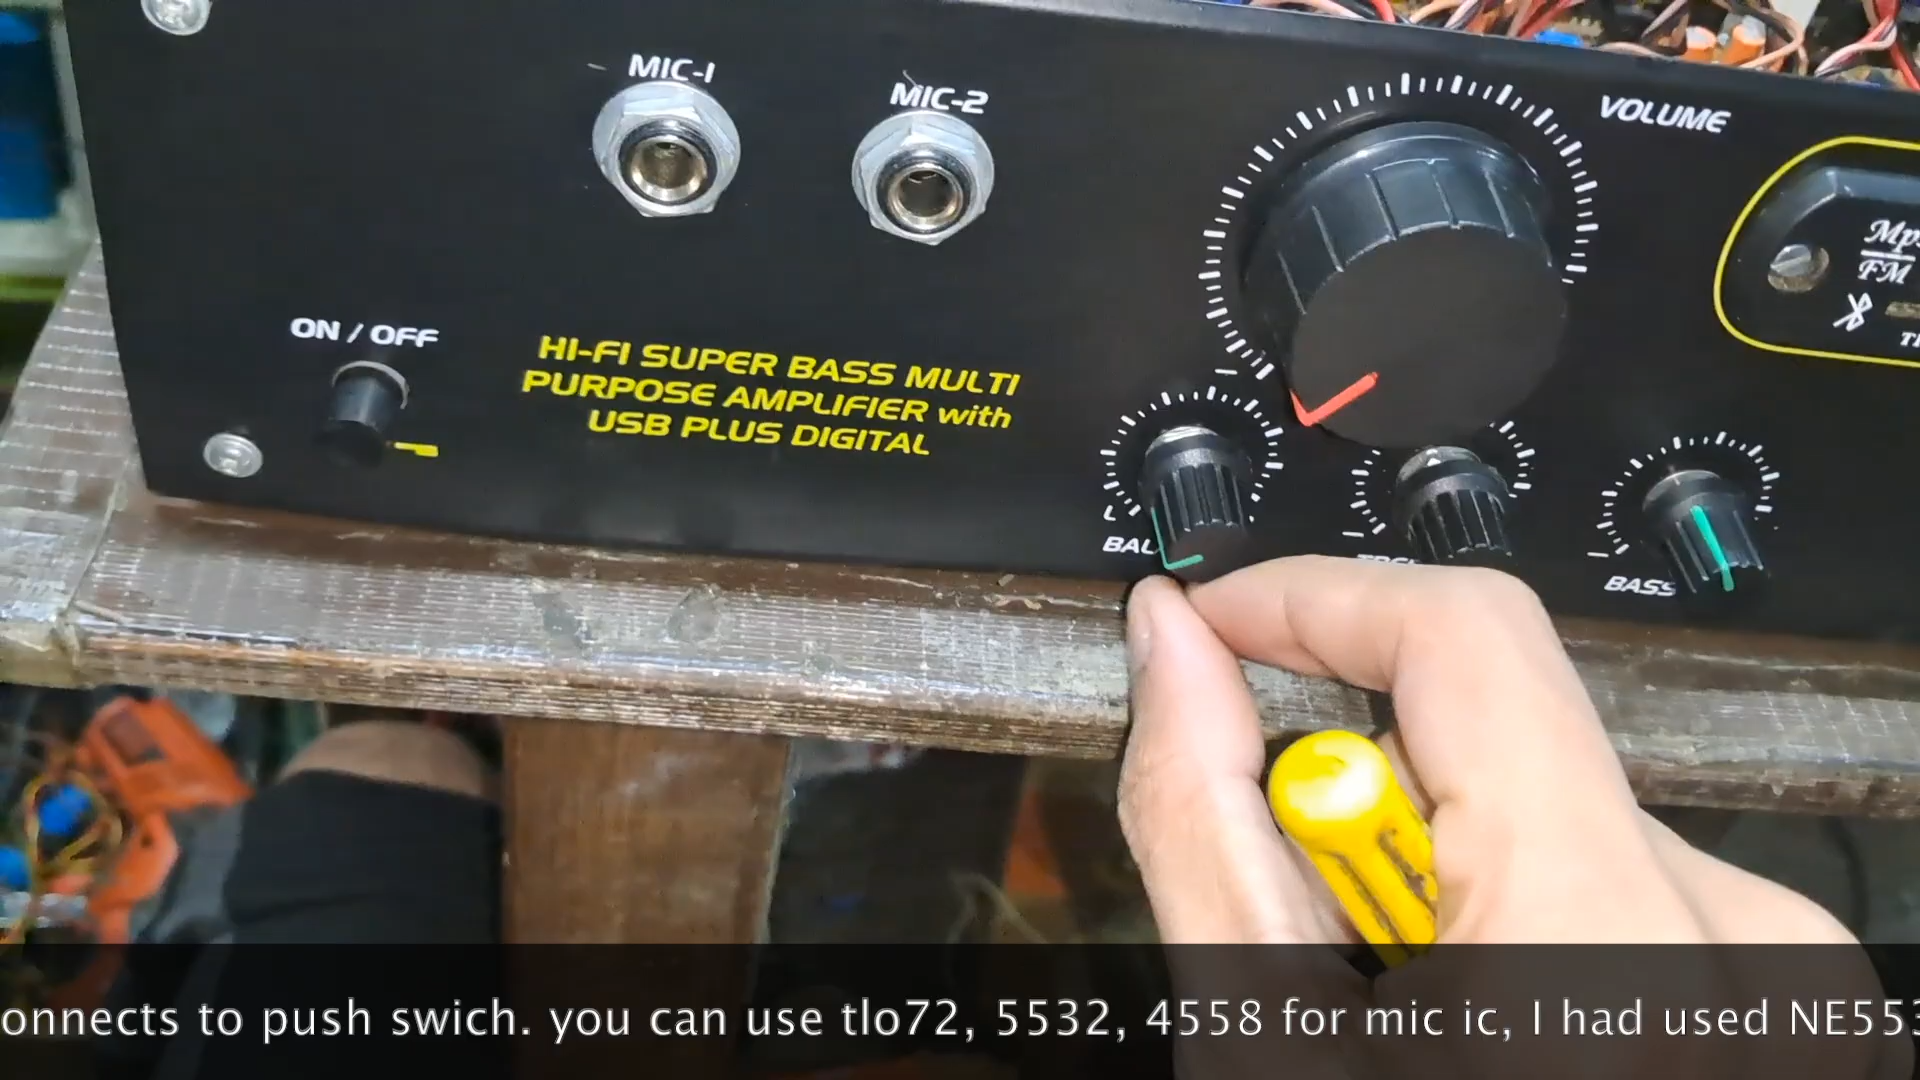 MIC-1
MIC-2
VOLUME
ON / OFF
HI-FI SUPER BASS MULTI
PURPOSE AMPLIFIER with
USB PLUS DIGITAL
FM
BASS
onnects to push swich. you can use tlo72, 5532, 4558 for mic ic, I had used NE553